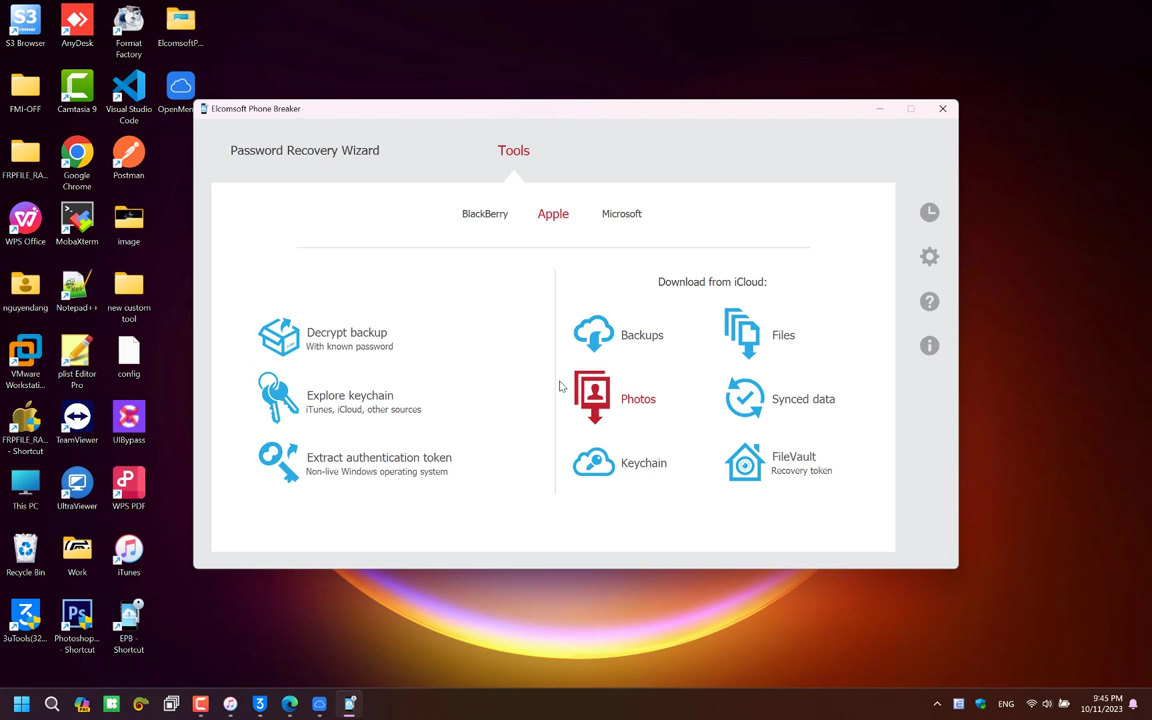 S3 Browser
AnyDesk
Format Factory
ElcomsoftP...
FMI-OFF
Camtasia 9
Visual Studio Code
OpenMen
FRPFILE_RA...
Google Chrome
Postman
WPS Office
MobaXterm
image
nguyendang
Notepad++
new custom tool
VMware Workstati...
plist Editor Pro
config
FRPFILE_RA... - Shortcut
TeamViewer
UIBypass
This PC
UltraViewer
WPS PDF
Recycle Bin
Work
iTunes
3uTools(32...
Photoshop... - Shortcut
EPB - Shortcut
Elcomsoft Phone Breaker
Password Recovery Wizard
Tools
BlackBerry
Apple
Microsoft
Decrypt backup
With known password
Explore keychain
iTunes, iCloud, other sources
Extract authentication token
Non-live Windows operating system
Download from iCloud:
Backups
Files
Photos
Synced data
Keychain
FileVault
Recovery token
ENG
9:45 PM
10/11/2023